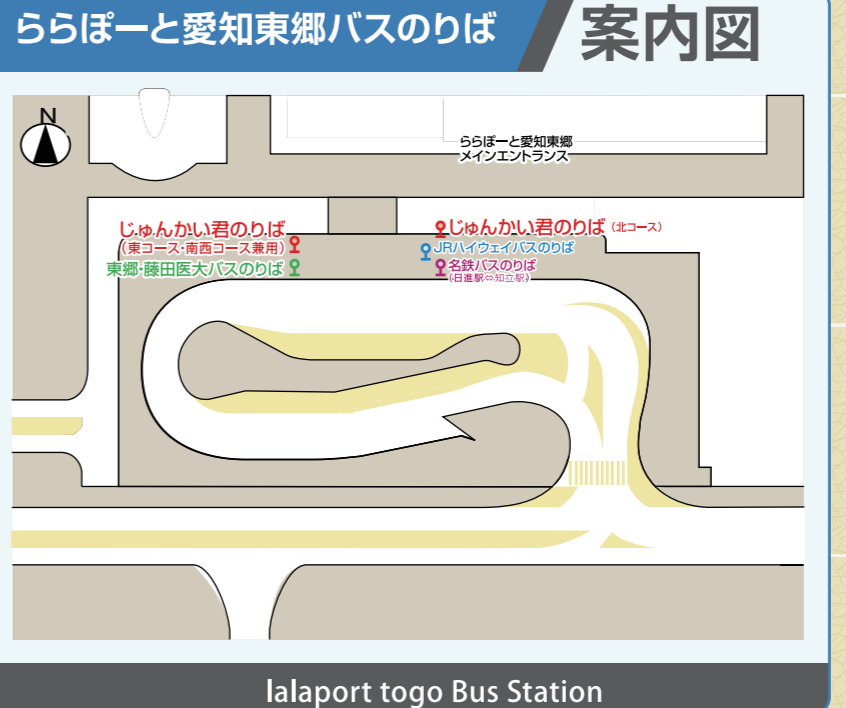 ららぽーと愛知東郷バスのりば
案内図
N
ららぽーと愛知東郷
メインエントランス
じゅんかい君のりば
(東コース・南西コース兼用)
東郷・藤田医大バスのりば
じゅんかい君のりば (北コース)
JRハイウェイバスのりば
名鉄バスのりば
(日進駅⇔知立駅)
lalaport togo Bus Station